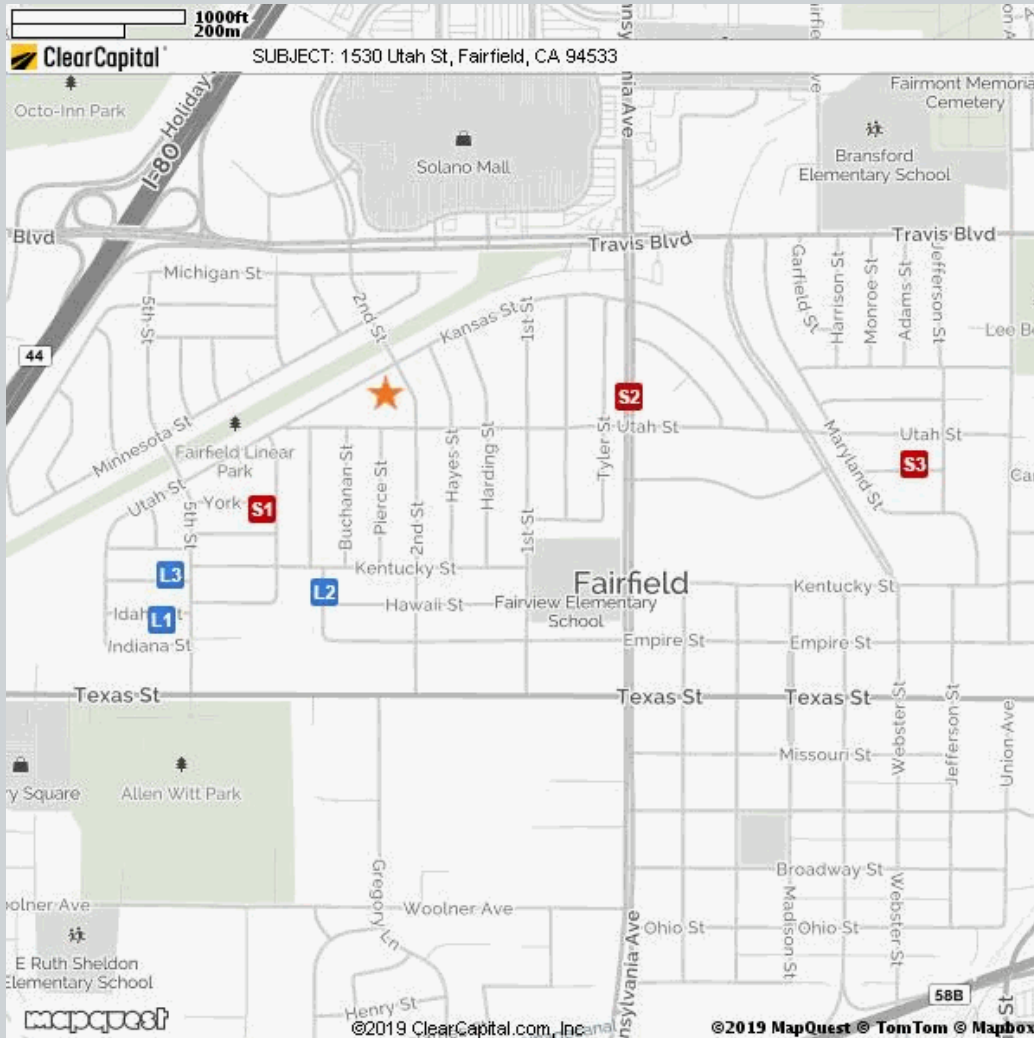 1000ft
200m
ClearCapital
SUBJECT: 1530 Utah St, Fairfield, CA 94533
Octo-Inn Park
I-80 Holiday
Solano Mall
Fairmont Memoria
Cemetery
Bransford
Elementary School
Blvd
Travis Blvd
Travis Blvd
Michigan St
5th St
2nd St
Kansas St
1st St
Garfield St
Harrison St
Monroe St
Adams St
Jefferson St
44
Minnesota St
Fairfield Linear
Park
S2
Utah St
Tyler St
Maryland St
Utah St
S3
Utah St
York
S1
5th St
Buchanan St
Pierce St
2nd St
Hayes St
Harding St
1st St
L3
L2
Kentucky St
Hawaii St
Fairfield
Fairview Elementary
School
Kentucky St
L1
Indiana St
Empire St
Empire St
Texas St
Texas St
Texas St
Missouri St
Webster St
Jefferson St
Union Ave
ry Square
Allen Witt Park
Broadway St
oolner Ave
Gregory Ln
Woolner Ave
Ohio St
Madison St
Ohio St
Webster St
E Ruth Sheldon
Elementary School
nsylvania Ave
58B
St
Henry St
mapquest
©2019 ClearCapital.com, Inc
©2019 MapQuest © TomTom © Mapbox